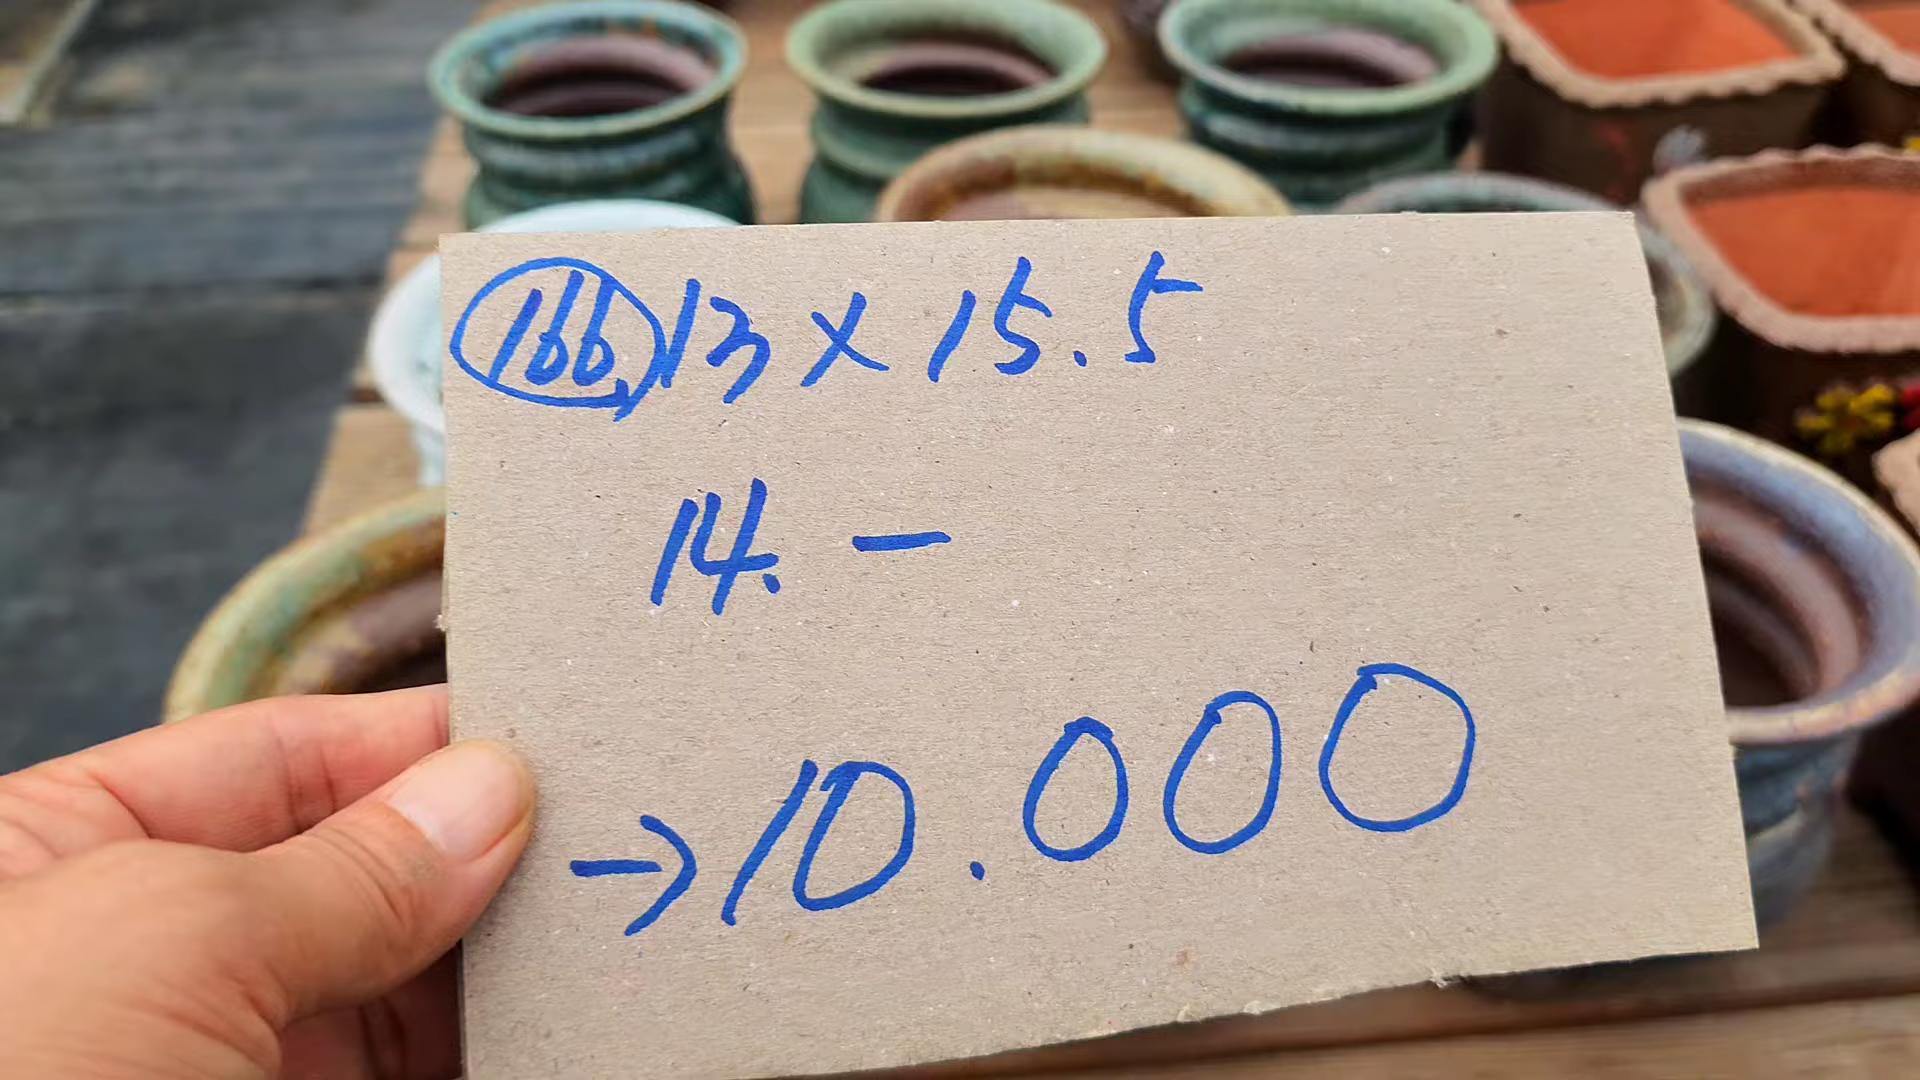 166, 13 x 15.5
14. -
→ 10.000